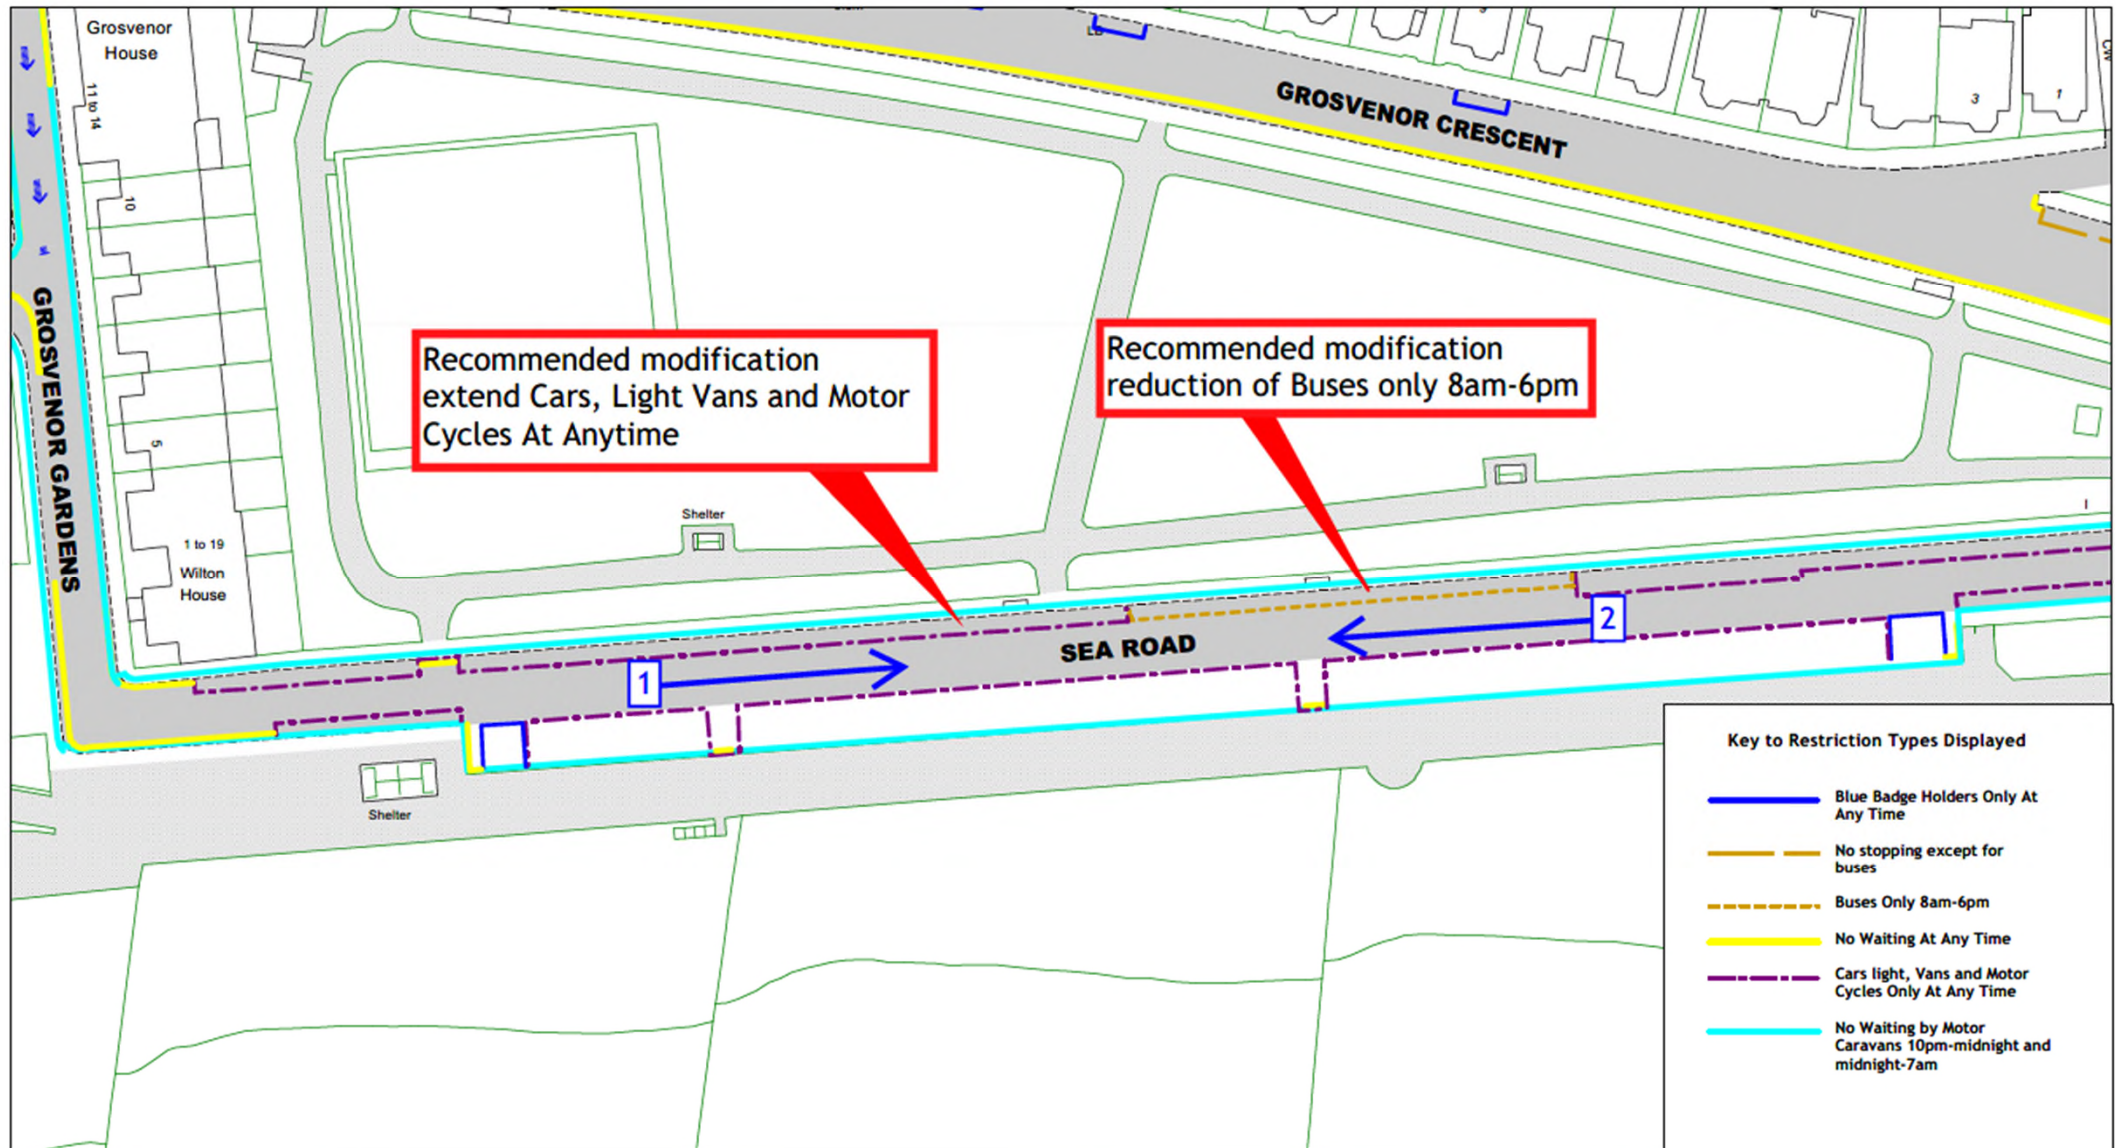 Grosvenor
House
11 to 14
10
5
1 to 19
Wilton
House
GROSVENOR GARDENS
LB
GROSVENOR CRESCENT
3
1
Recommended modification
extend Cars, Light Vans and Motor
Cycles At Anytime
Recommended modification
reduction of Buses only 8am-6pm
Shelter
SEA ROAD
1
2
Shelter
Key to Restriction Types Displayed
Blue Badge Holders Only At
Any Time
No stopping except for
buses
Buses Only 8am-6pm
No Waiting At Any Time
Cars light, Vans and Motor
Cycles Only At Any Time
No Waiting by Motor
Caravans 10pm-midnight and
midnight-7am